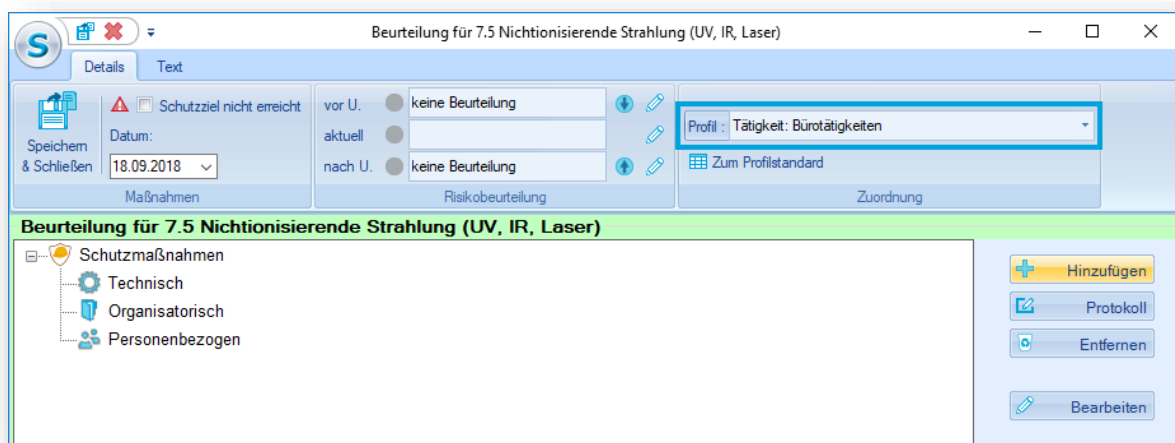 S
Beurteilung für 7.5 Nichtionisierende Strahlung (UV, IR, Laser)
Details Text
Speichern & Schließen
Schutzziel nicht erreicht
Datum:
18.09.2018
Maßnahmen
vor U. keine Beurteilung
aktuell
nach U. keine Beurteilung
Risikobeurteilung
Profil : Tätigkeit: Bürotätigkeiten
Zum Profilstandard
Zuordnung
Beurteilung für 7.5 Nichtionisierende Strahlung (UV, IR, Laser)
Schutzmaßnahmen
Technisch
Organisatorisch
Personenbezogen
Hinzufügen
Protokoll
Entfernen
Bearbeiten